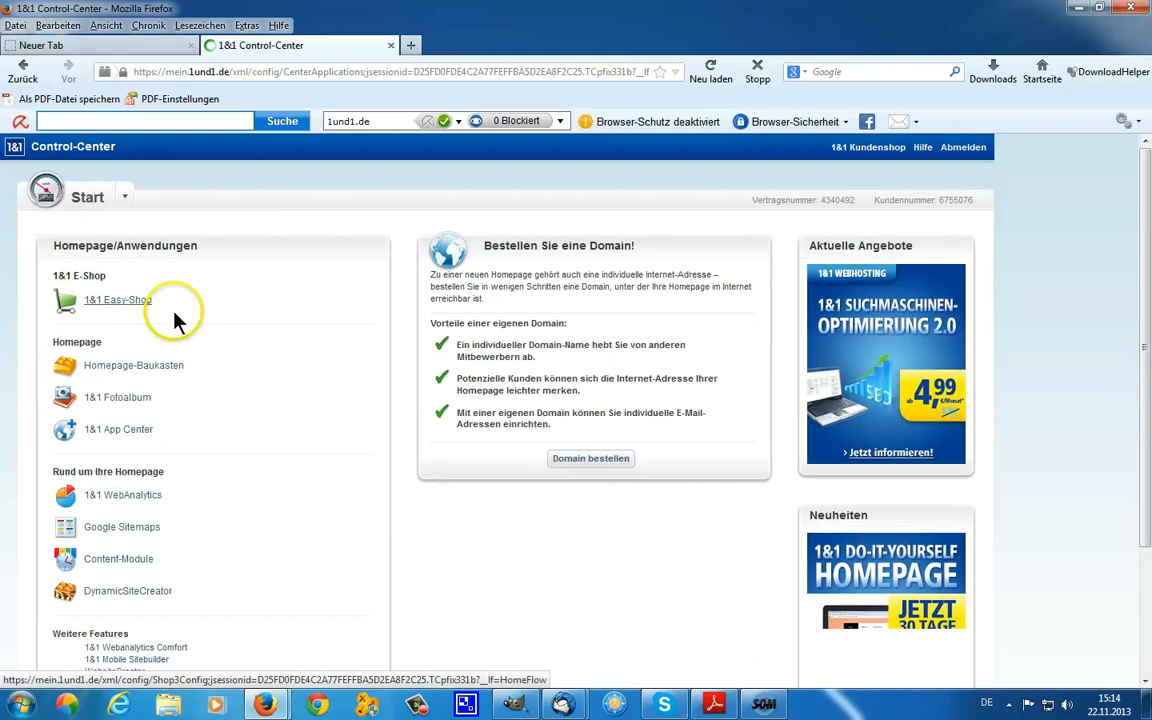 1&1 Control-Center - Mozilla Firefox
Datei Bearbeiten Ansicht Chronik Lesezeichen Extras Hilfe
Neuer Tab
1&1 Control-Center
Zurück
Vor
https://mein.1und1.de/xml/config/CenterApplications;jsessionid=D25FD0FDE4C2A77FEFFBA5D2F2C25.TCpfix331b?__lf
Google
Neu laden
Stopp
Downloads
Startseite
DownloadHelper
Als PDF-Datei speichern
PDF-Einstellungen
Suche
1und1.de
0 Blockiert
Browser-Schutz deaktiviert
Browser-Sicherheit
1&1 Control-Center
1&1 Kundenshop Hilfe Abmelden
Start
Vertragsnummer: 4340492 Kundennummer: 6755076
Homepage/Anwendungen
1&1 E-Shop
1&1 Easy-Shop
Homepage
Homepage-Baukasten
1&1 Fotoalbum
1&1 App Center
Rund um Ihre Homepage
1&1 WebAnalytics
Google Sitemaps
Content-Module
DynamicSiteCreator
Weitere Features
1&1 Webanalytics Comfort
1&1 Mobile Sitebuilder
Bestellen Sie eine Domain!
Zu einer neuen Homepage gehört auch eine individuelle Internet-Adresse –
bestellen Sie in wenigen Schritten eine Domain, unter der Ihre Homepage im Internet
erreichbar ist.
Vorteile einer eigenen Domain:
Ein individueller Domain-Name hebt Sie von anderen
Mitbewerbern ab.
Potenzielle Kunden können sich die Internet-Adresse Ihrer
Homepage leichter merken.
Mit einer eigenen Domain können Sie individuelle E-Mail-
Adressen einrichten.
Domain bestellen
Aktuelle Angebote
1&1 WEBHOSTING
1&1 SUCHMASCHINEN-
OPTIMIERUNG 2.0
ab 4,99
€/Monat*
› Jetzt informieren!
Neuheiten
1&1 DO-IT-YOURSELF
HOMEPAGE
JETZT
30 TAGE
https://mein.1und1.de/xml/config/Shop3Config;jsessionid=D25FD0FDE4C2A77FEFFBA5D2F2C25.TCpfix331b?__lf=HomeFlow
SOM
DE
15:14
22.11.2013